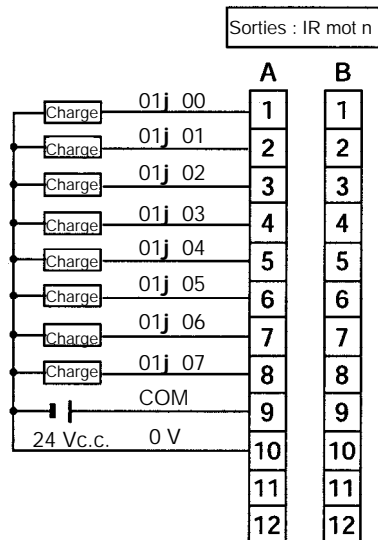 Sorties : IR mot n
A B
Charge 01j 00 1 1
Charge 01j 01 2 2
Charge 01j 02 3 3
Charge 01j 03 4 4
Charge 01j 04 5 5
Charge 01j 05 6 6
Charge 01j 06 7 7
Charge 01j 07 8 8
COM 9 9
24 Vc.c. 0 V 10 10
11 11
12 12